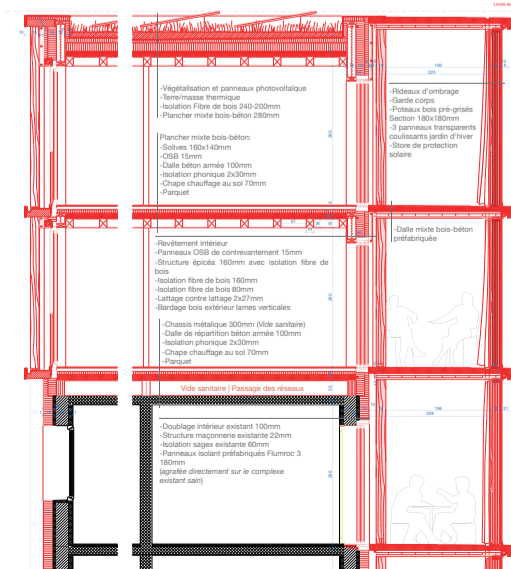 -Végétalisation et panneaux photovoltaïque
-Terre/masse thermique
-Isolation Fibre de bois 240-200mm
-Plancher mixte bois-béton 280mm
Plancher mixte bois-béton:
-Solives 160x140mm
-OSB 15mm
-Dalle béton armée 100mm
-Isolation phonique 2x30mm
-Chape chauffage au sol 70mm
-Parquet
196
220
-Rideaux d'ombrage
-Garde corps
-Poteaux bois pré-grisés
Section 180x180mm
-3 panneaux transparents
coulissants jardin d'hiver
-Store de protection
solaire
-Dalle mixte bois-béton
préfabriquée
-Revêtement intérieur
-Panneaux OSB de contrevantement 15mm
-Structure épicéa 160mm avec isolation fibre de
bois
-Isolation fibre de bois 160mm
-Isolation fibre de bois 80mm
-Lattage contre lattage 2x27mm
-Bardage bois extérieur lames verticales
-Chassis métalique 300mm (Vide sanitaire)
-Dalle de répartition béton armée 100mm
-Isolation phonique 2x30mm
-Chape chauffage au sol 70mm
-Parquet
Vide sanitaire | Passage des réseaux
196
-Doublage intérieur existant 100mm
-Structure maçonnerie existante 22mm
-Isolation sagex existante 60mm
-Panneaux isolant préfabriqués Flumroc 3
180mm
(agrafée directement sur le complexe
existant sain)